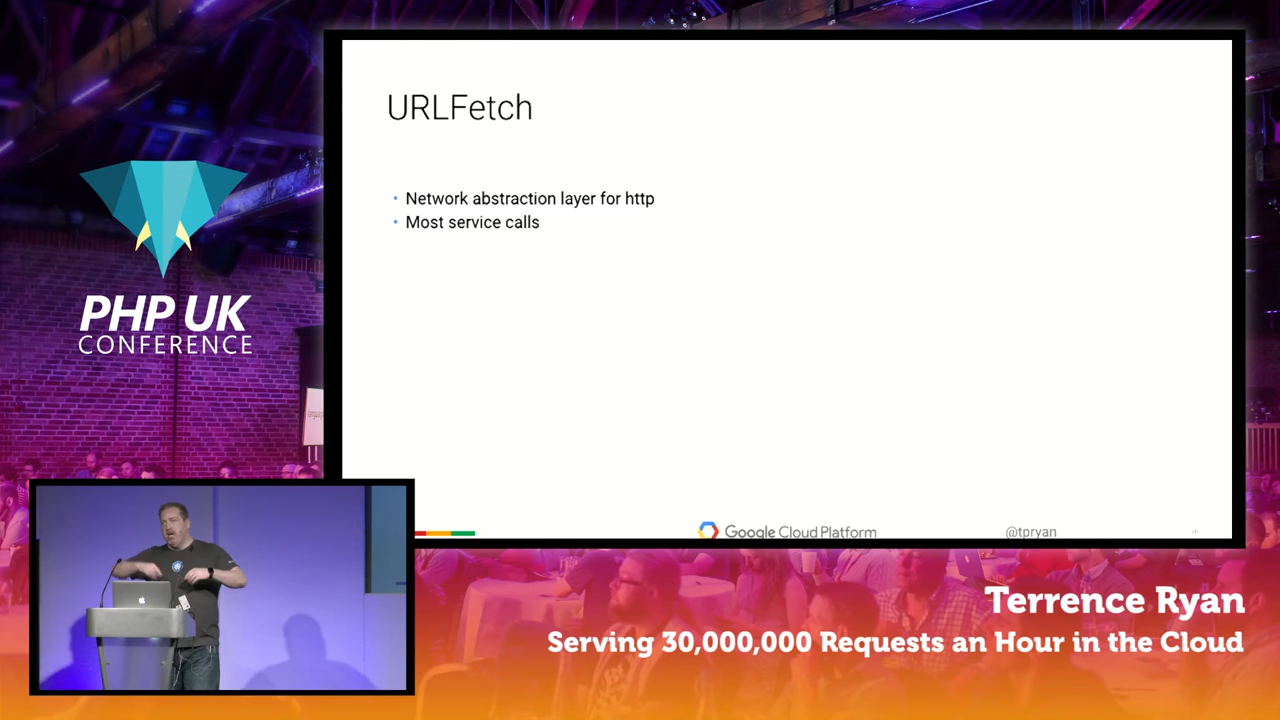 URLFetch
Network abstraction layer for http
Most service calls
Google Cloud Platform
@tpryan
PHP UK
CONFERENCE
Terrence Ryan
Serving 30,000,000 Requests an Hour in the Cloud